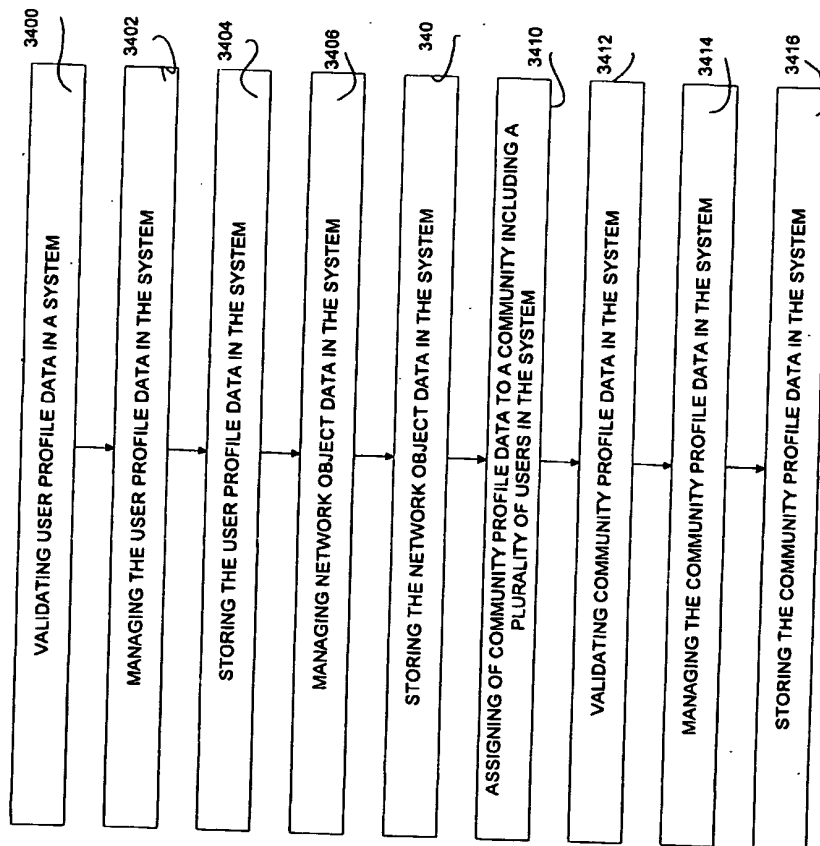 3400
VALIDATING USER PROFILE DATA IN A SYSTEM
3402
MANAGING THE USER PROFILE DATA IN THE SYSTEM
3404
STORING THE USER PROFILE DATA IN THE SYSTEM
3406
MANAGING NETWORK OBJECT DATA IN THE SYSTEM
340
STORING THE NETWORK OBJECT DATA IN THE SYSTEM
3410
ASSIGNING OF COMMUNITY PROFILE DATA TO A COMMUNITY INCLUDING A
PLURALITY OF USERS IN THE SYSTEM
3412
VALIDATING COMMUNITY PROFILE DATA IN THE SYSTEM
3414
MANAGING THE COMMUNITY PROFILE DATA IN THE SYSTEM
3416
STORING THE COMMUNITY PROFILE DATA IN THE SYSTEM